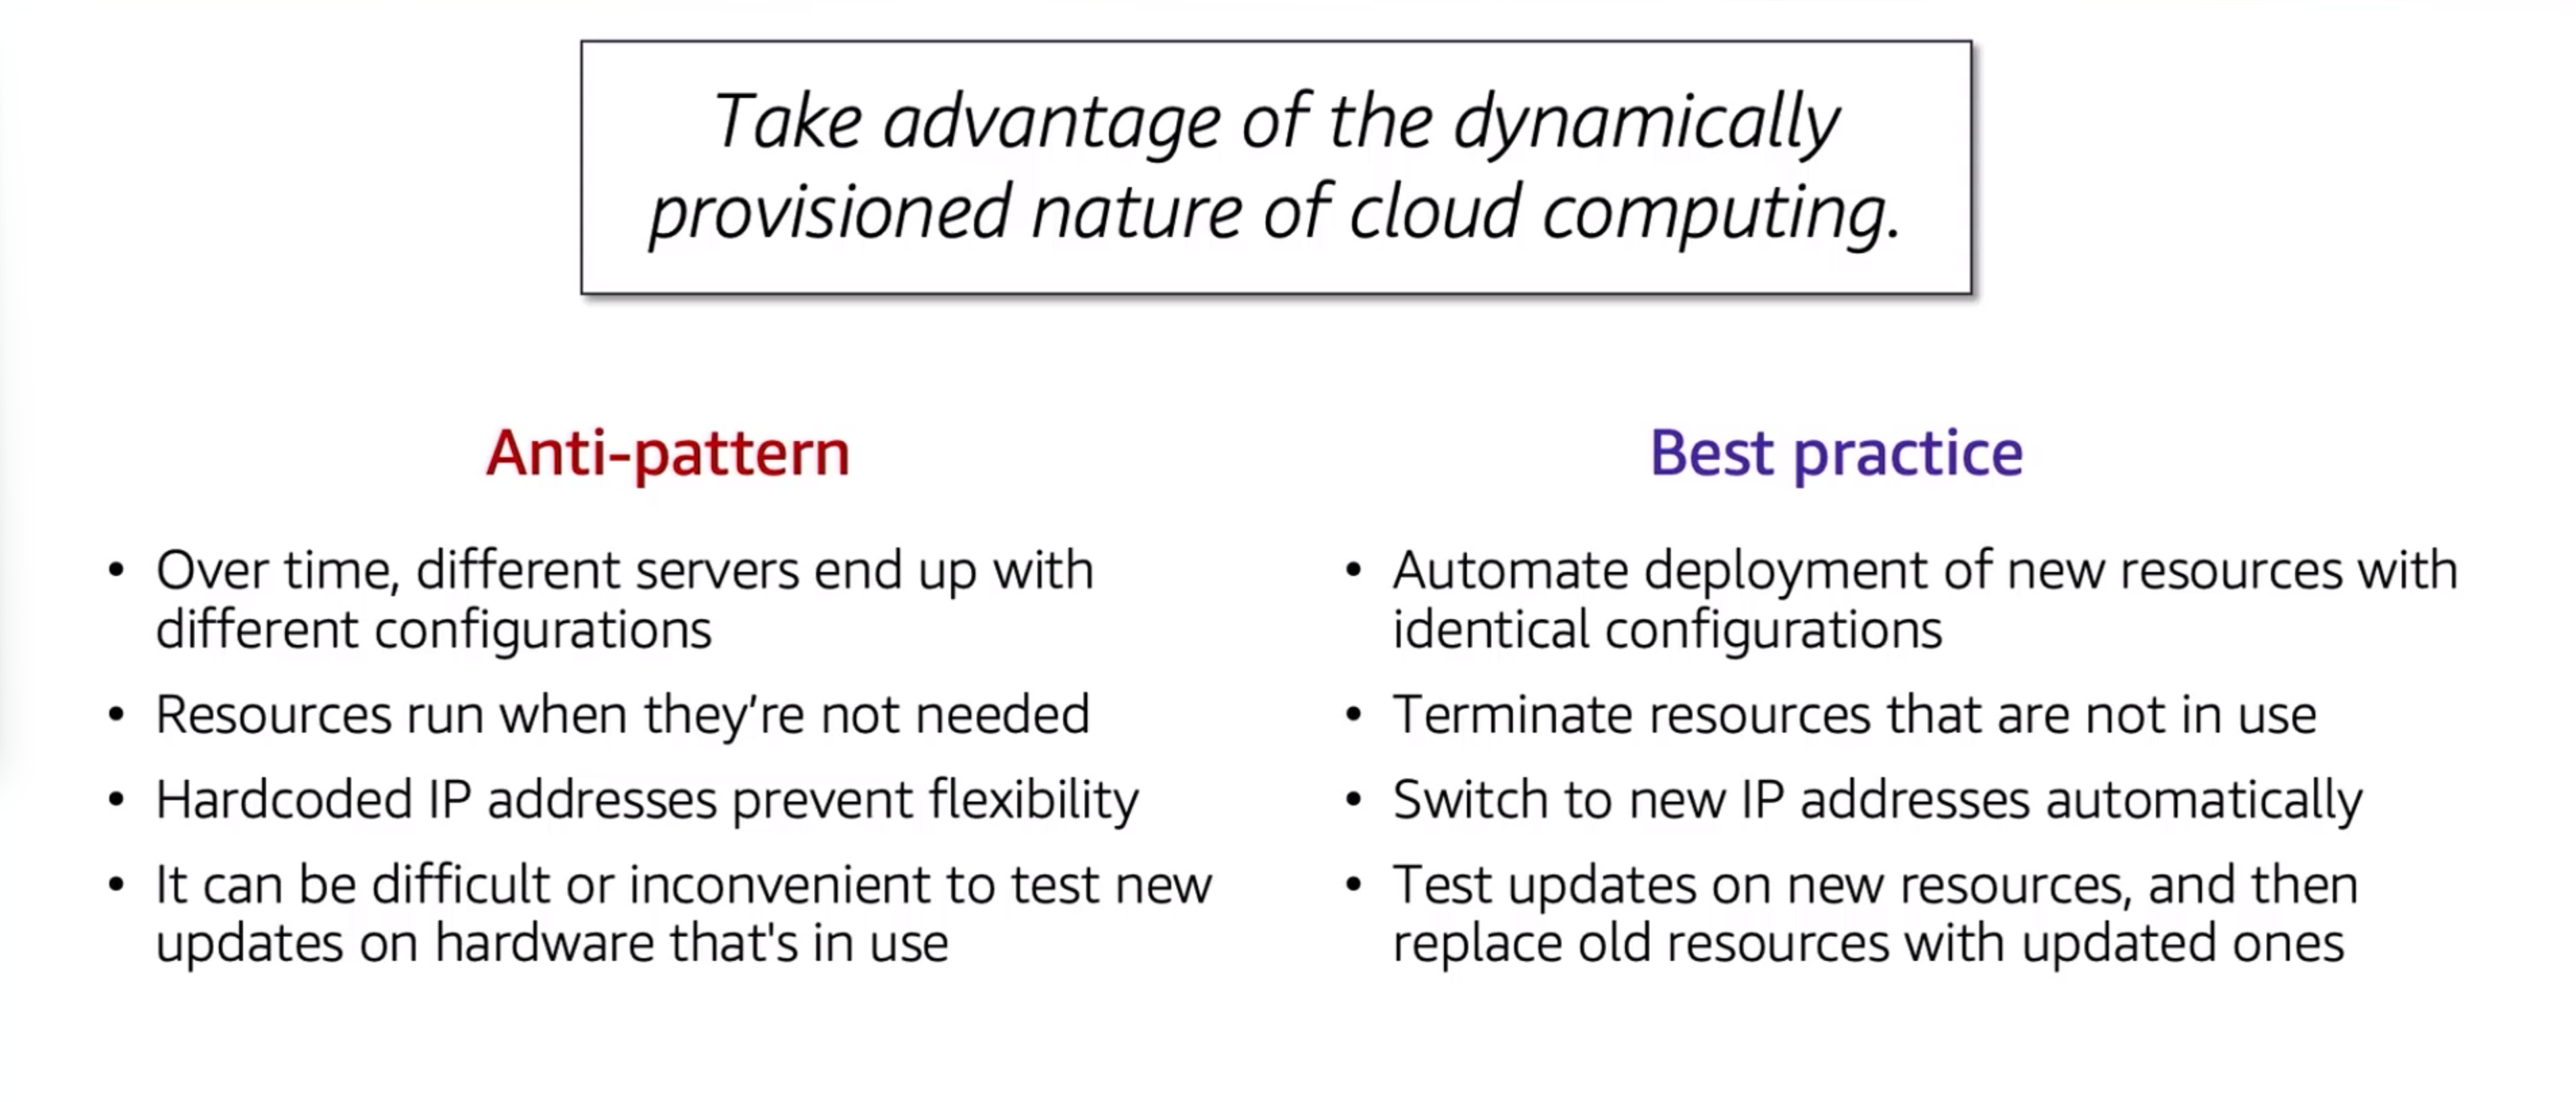 Take advantage of the dynamically
provisioned nature of cloud computing.
Anti-pattern
• Over time, different servers end up with
different configurations
• Resources run when they’re not needed
• Hardcoded IP addresses prevent flexibility
• It can be difficult or inconvenient to test new
updates on hardware that's in use
Best practice
• Automate deployment of new resources with
identical configurations
• Terminate resources that are not in use
• Switch to new IP addresses automatically
• Test updates on new resources, and then
replace old resources with updated ones